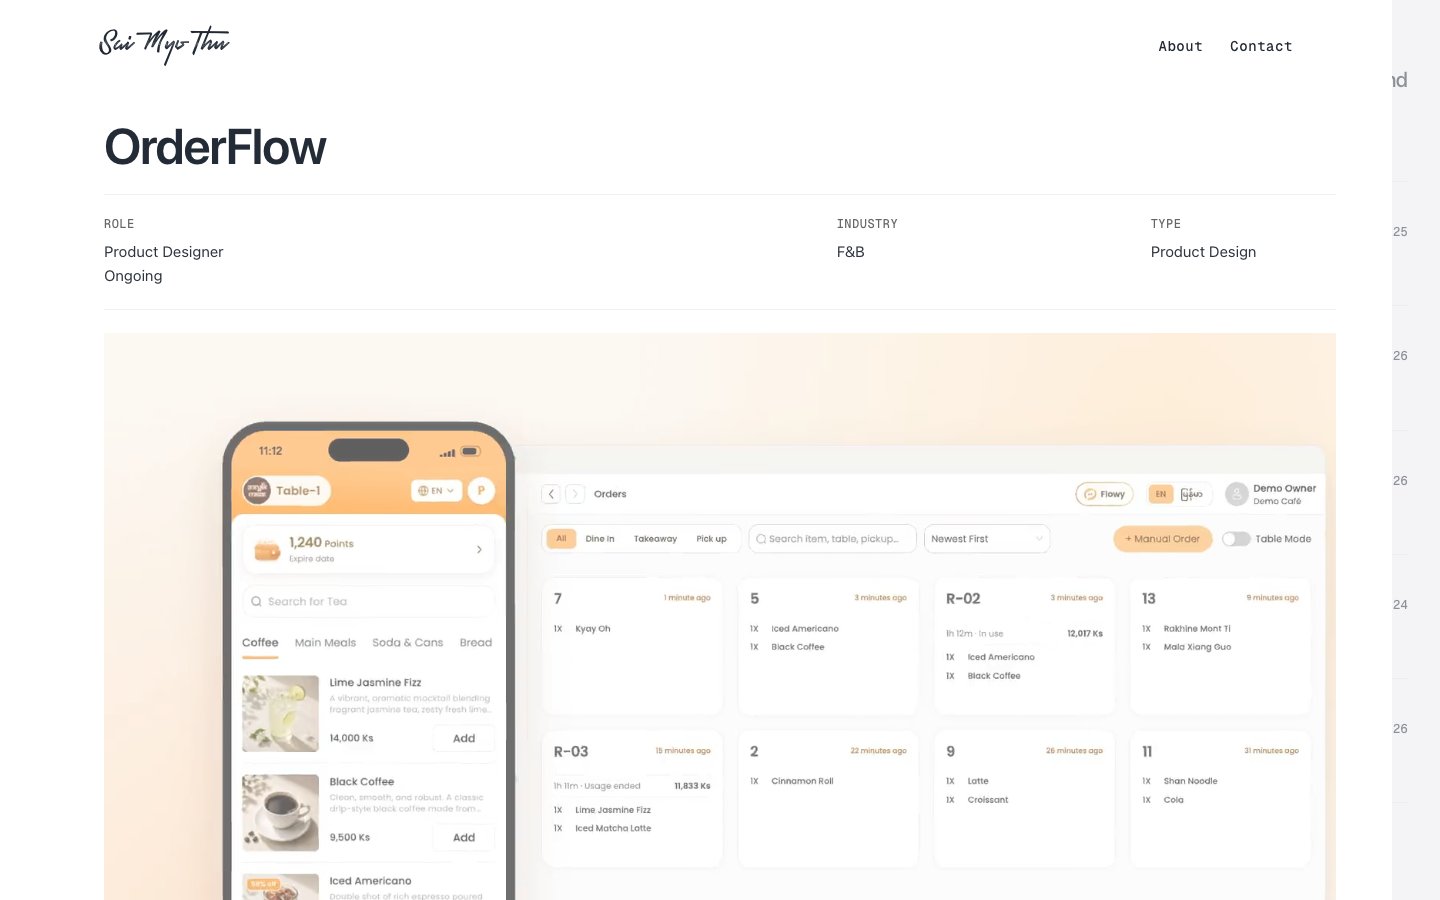 Sai Myo Thu
About
Contact
nd
OrderFlow
ROLE
Product Designer
Ongoing
INDUSTRY
F&B
TYPE
Product Design
25
26
26
24
26
11:12
Table-1
EN
P
1,240 Points
Expire date
Search for Tea
Coffee
Main Meals
Soda & Cans
Bread
Lime Jasmine Fizz
A vibrant, aromatic mocktail blending
fragrant jasmine tea, zesty fresh lime...
14,000 Ks
Add
Black Coffee
Clean, smooth, and robust. A classic
drip-style black coffee made from...
9,500 Ks
Add
50% off
Iced Americano
Double shot of rich espresso poured
Orders
Flowy
EN
မြန်မာ
Demo Owner
Demo Café
All
Dine In
Takeaway
Pick up
Search item, table, pickup...
Newest First
+ Manual Order
Table Mode
7
1 minute ago
1X Kyay Oh
5
3 minutes ago
1X Iced Americano
1X Black Coffee
R-02
3 minutes ago
1h 12m · In use
12,017 Ks
1X Iced Americano
1X Black Coffee
13
9 minutes ago
1X Rakhine Mont Ti
1X Mala Xiang Guo
R-03
15 minutes ago
1h 11m · Usage ended
11,833 Ks
1X Lime Jasmine Fizz
1X Iced Matcha Latte
2
22 minutes ago
1X Cinnamon Roll
9
26 minutes ago
1X Latte
1X Croissant
11
31 minutes ago
1X Shan Noodle
1X Cola